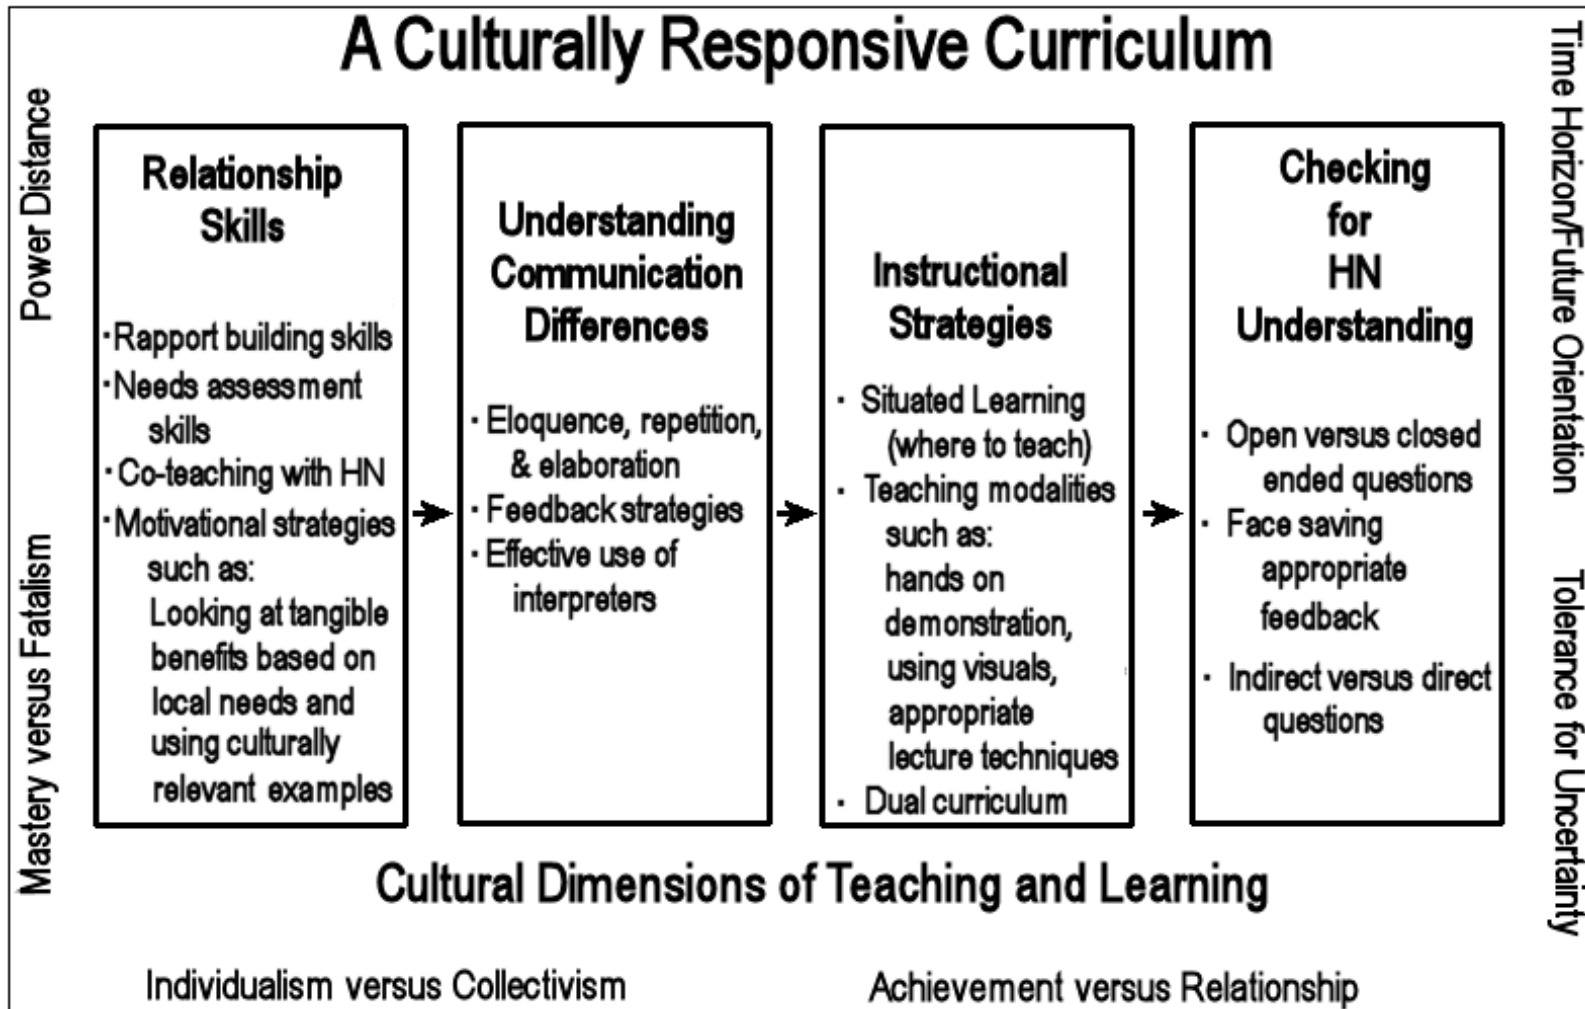 A Culturally Responsive Curriculum
Power Distance
Mastery versus Fatalism
Relationship
Skills
· Rapport building skills
· Needs assessment
skills
· Co-teaching with HN
· Motivational strategies
such as:
Looking at tangible
benefits based on
local needs and
using culturally
relevant examples
Understanding
Communication
Differences
· Eloquence, repetition,
& elaboration
· Feedback strategies
· Effective use of
interpreters
Instructional
Strategies
· Situated Learning
(where to teach)
· Teaching modalities
such as:
hands on
demonstration,
using visuals,
appropriate
lecture techniques
· Dual curriculum
Checking
for
HN
Understanding
· Open versus closed
ended questions
· Face saving
appropriate
feedback
· Indirect versus direct
questions
Time Horizon/Future Orientation
Tolerance for Uncertainty
Cultural Dimensions of Teaching and Learning
Individualism versus Collectivism
Achievement versus Relationship